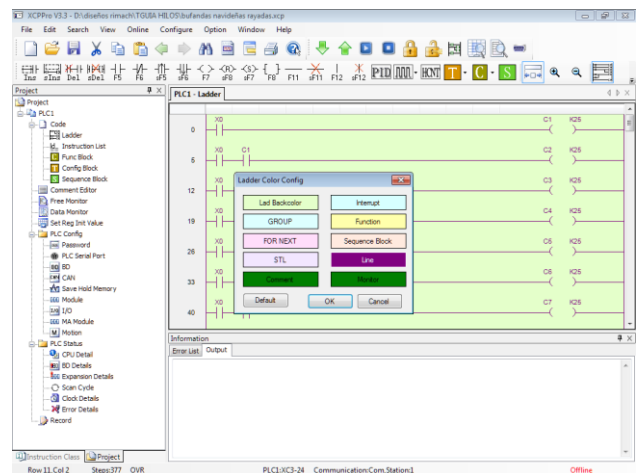 XCPPro V3.3 - D:\diseños rimach\TGUIA HILOS\bufandas navideñas rayadas.xcp
File Edit Search View Online Configure Option Window Help
Ins sIns Del sDel F5 F6 sF5 sF6 F7 sF7 sF8 F8 F11 sF11 F12 sF12 PID HCNT T C S
Project
PLC1 - Ladder
Project
PLC1
Code
Ladder
Instruction List
Func Block
Config Block
Sequence Block
Comment Editor
Free Monitor
Data Monitor
Set Reg Init Value
PLC Config
Password
PLC Serial Port
BD
CAN
Save Hold Memory
Module
I/O
MA Module
Motion
PLC Status
CPU Detail
BD Details
Expansion Details
Scan Cycle
Clock Details
Error Details
Record
Instruction Class Project
X0 C1 K25
0
X0 C1 C2 K25
6
X0 C3 K25
12
X0 C4 K25
19
X0 C5 K25
26
X0 C6 K25
33
X0 C7 K25
40
Ladder Color Config
Lad Backcolor Interrupt
GROUP Function
FOR NEXT Sequence Block
STL Line
Comment Monitor
Default OK Cancel
Information
Error List Output
Row 11,Col 2 Steps:377 OVR PLC1:XC3-24 Communication:Com,Station:1 Offline